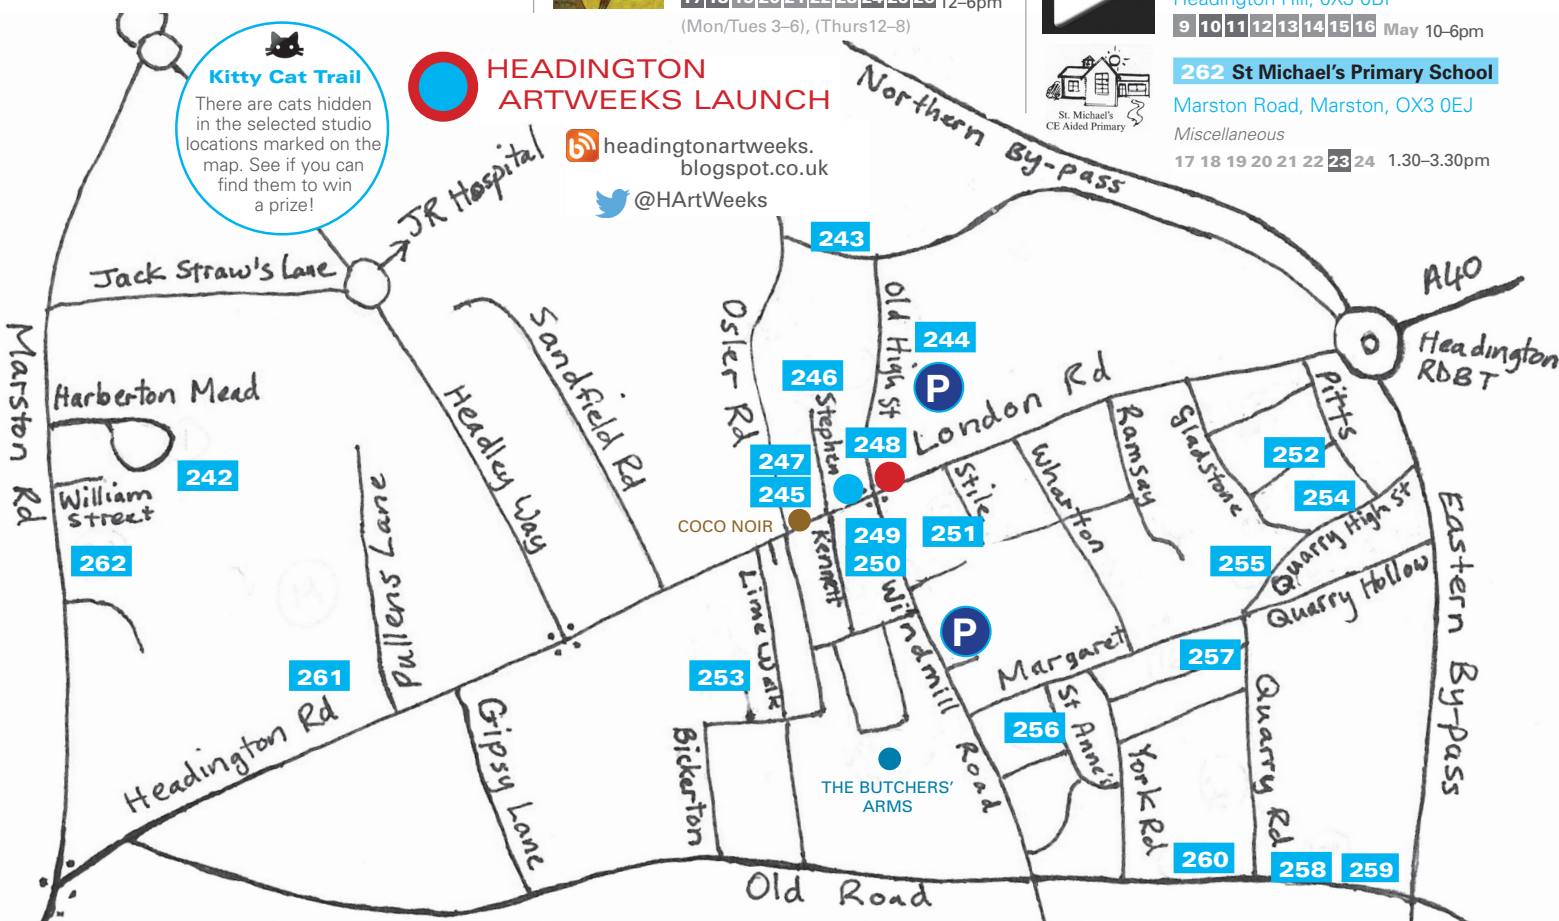 12–6pm
(Mon/Tues 3–6), (Thurs12–8)
9 10 11 12 13 14 15 16 May 10–6pm
262 St Michael's Primary School
Marston Road, Marston, OX3 0EJ
Miscellaneous
17 18 19 20 21 22 23 24 1.30–3.30pm
St. Michael's
CE Aided Primary
Kitty Cat Trail
There are cats hidden
in the selected studio
locations marked on the
map. See if you can
find them to win
a prize!
HEADINGTON
ARTWEEKS LAUNCH
headingtonartweeks.
blogspot.co.uk
@HArtWeeks
JR Hospital
Northern By-pass
Jack Straw's Lane
243
A40
Headington
RDBT
Marston Rd
Harberton Mead
242
William
Street
262
Pullens Lane
Headley Way
Sandfield Rd
Osler Rd
Old High St
244
P
246
Stephen
London Rd
248
247
245
COCO NOIR
249
250
251
Kennett
Stile
Wharton
Ramsay
Gladstone
Pitts
252
254
255
Quarry High St
Quarry Hollow
Eastern By-pass
Windmill Road
P
Margaret
257
261
Headington Rd
Gipsy Lane
Lime Walk
253
Bickerton
THE BUTCHERS'
ARMS
256
St Anne's
York Rd
Quarry Rd
260
258
259
Old Road